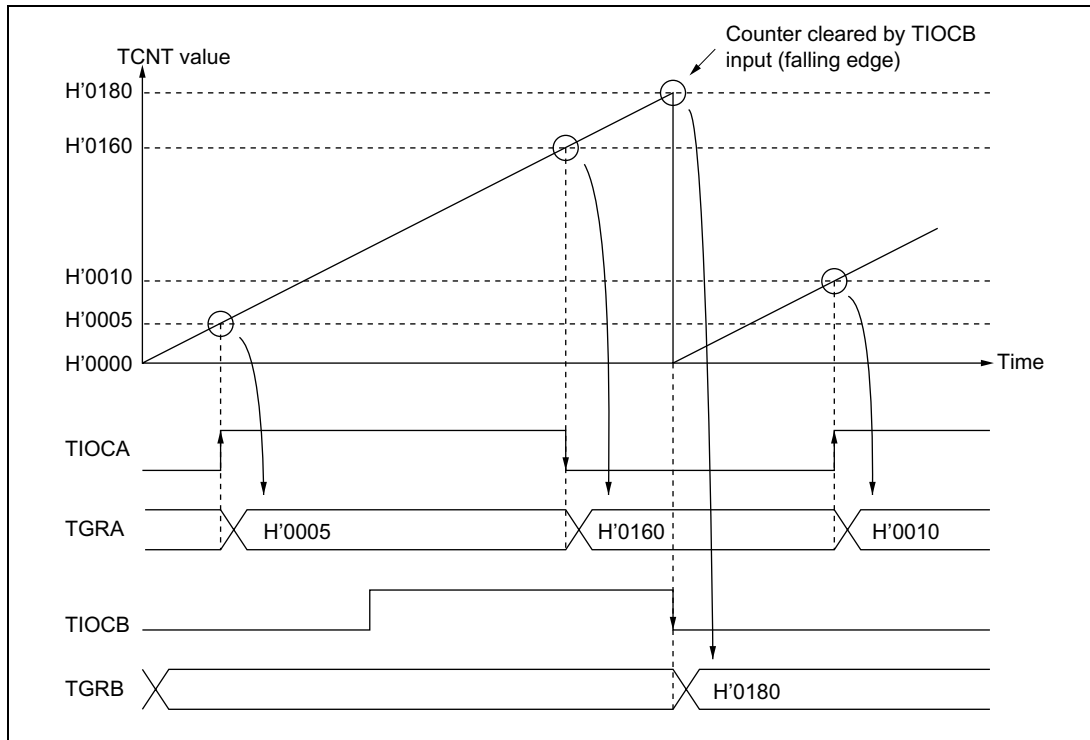 Counter cleared by TIOCB
input (falling edge)
TCNT value
H'0180
H'0160
H'0010
H'0005
H'0000
Time
TIOCA
TGRA
H'0005
H'0160
H'0010
TIOCB
TGRB
H'0180